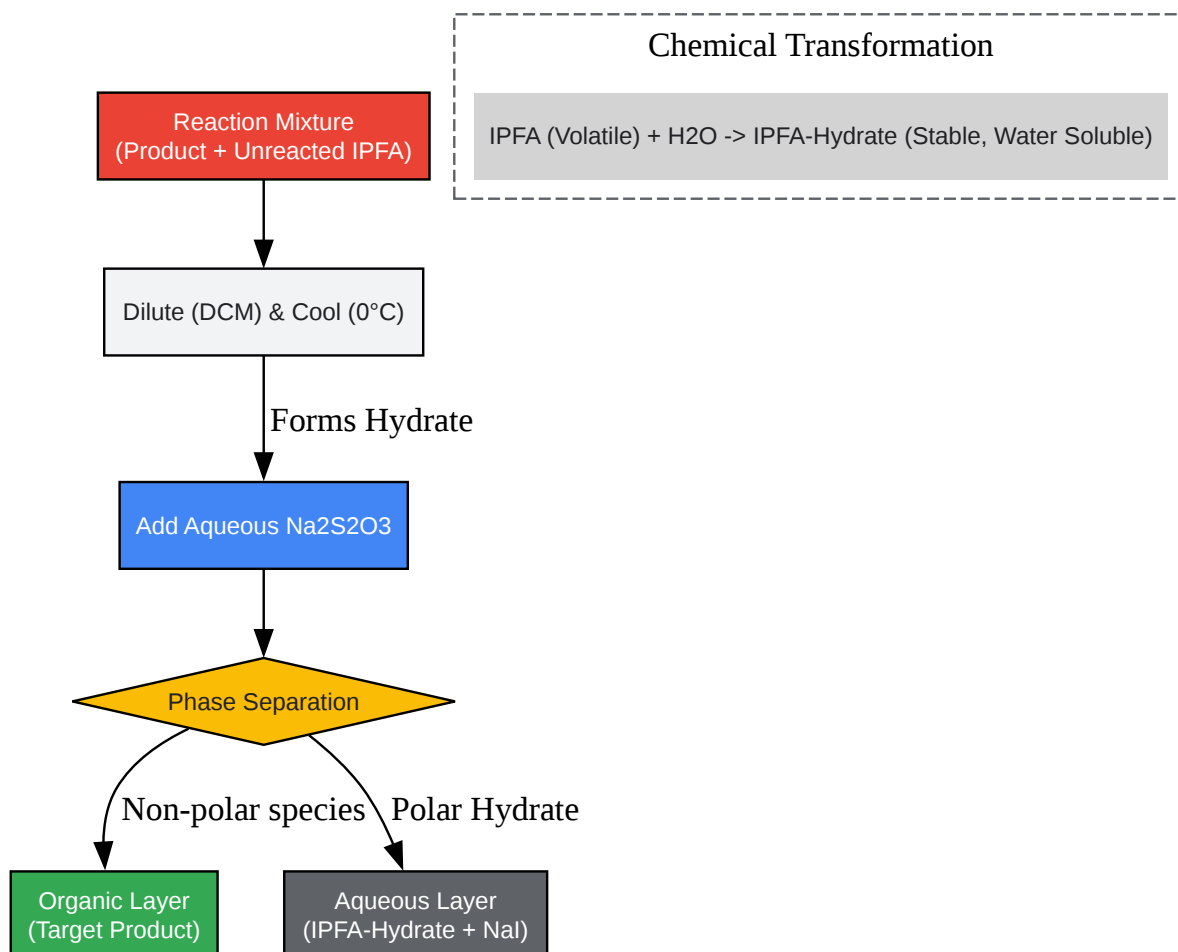 Chemical Transformation
IPFA (Volatile) + H2O -> IPFA-Hydrate (Stable, Water Soluble)
Reaction Mixture
(Product + Unreacted IPFA)
Dilute (DCM) & Cool (0°C)
Forms Hydrate
Add Aqueous Na2S2O3
Phase Separation
Non-polar species
Polar Hydrate
Organic Layer
(Target Product)
Aqueous Layer
(IPFA-Hydrate + NaI)